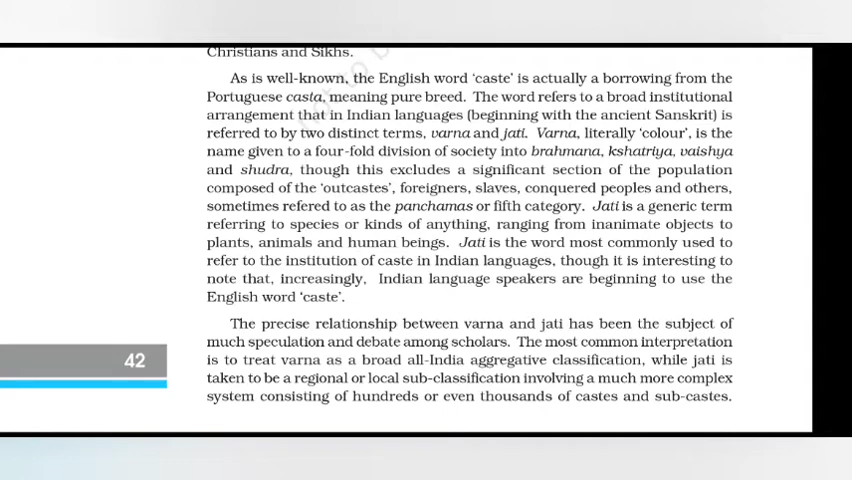 Christians and Sikhs.
As is well-known, the English word ‘caste’ is actually a borrowing from the
Portuguese casta, meaning pure breed. The word refers to a broad institutional
arrangement that in Indian languages (beginning with the ancient Sanskrit) is
referred to by two distinct terms, varna and jati. Varna, literally ‘colour’, is the
name given to a four-fold division of society into brahmana, kshatriya, vaishya
and shudra, though this excludes a significant section of the population
composed of the ‘outcastes’, foreigners, slaves, conquered peoples and others,
sometimes refered to as the panchamas or fifth category. Jati is a generic term
referring to species or kinds of anything, ranging from inanimate objects to
plants, animals and human beings. Jati is the word most commonly used to
refer to the institution of caste in Indian languages, though it is interesting to
note that, increasingly, Indian language speakers are beginning to use the
English word ‘caste’.
The precise relationship between varna and jati has been the subject of
much speculation and debate among scholars. The most common interpretation
is to treat varna as a broad all-India aggregative classification, while jati is
42
taken to be a regional or local sub-classification involving a much more complex
system consisting of hundreds or even thousands of castes and sub-castes.